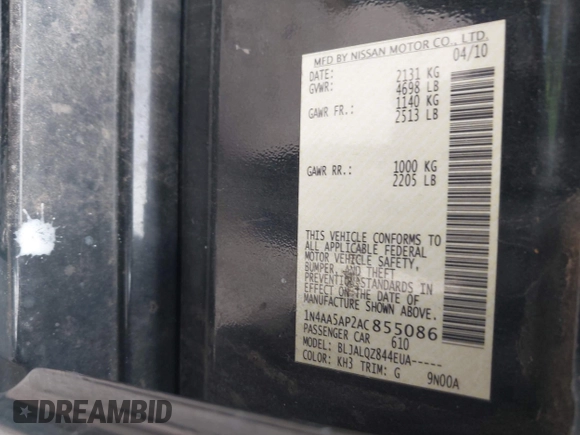 MFD BY NISSAN MOTOR CO., LTD.
04/10
DATE: 2131 KG
GVWR: 4698 LB
1140 KG
GAWR FR.: 2513 LB
GAWR RR.: 1000 KG
2205 LB
THIS VEHICLE CONFORMS TO
ALL APPLICABLE FEDERAL
MOTOR VEHICLE SAFETY,
BUMPER, AND THEFT
PREVENTION STANDARDS IN
EFFECT ON THE DATE OF
MANUFACTURE SHOWN ABOVE.
1N4AA5AP2AC855086
PASSENGER CAR 610
MODEL: BLJALQZ844EUA-----
COLOR: KH3 TRIM: G 9N00A
DREAMBID